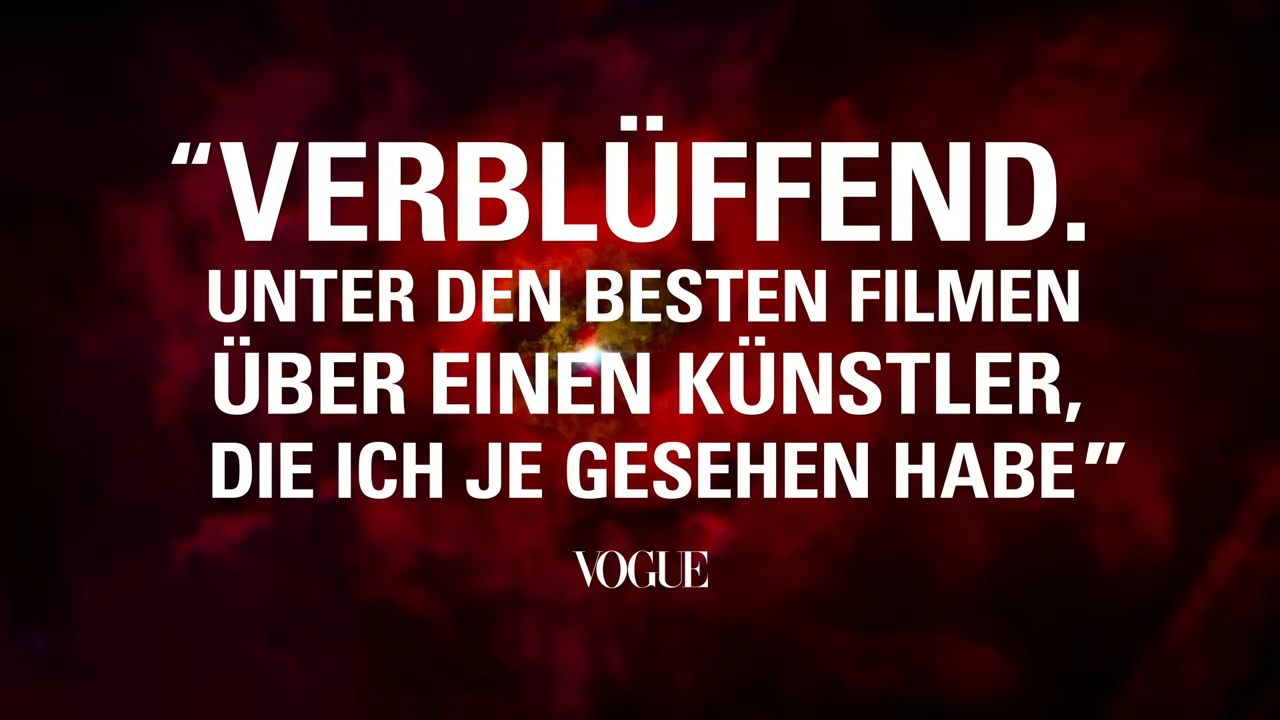 “VERBLÜFFEND.
UNTER DEN BESTEN FILMEN
ÜBER EINEN KÜNSTLER,
DIE ICH JE GESEHEN HABE”
VOGUE